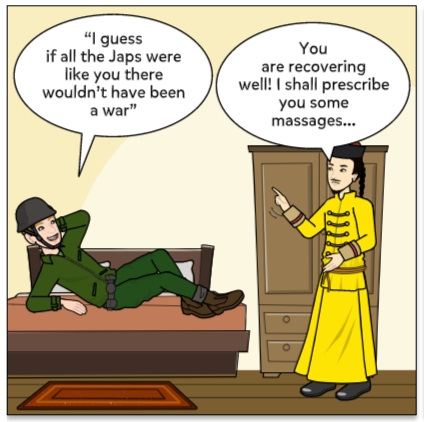 “I guess
if all the Japs were
like you there
wouldn’t have been
a war”
You
are recovering
well! I shall prescribe
you some
massages...